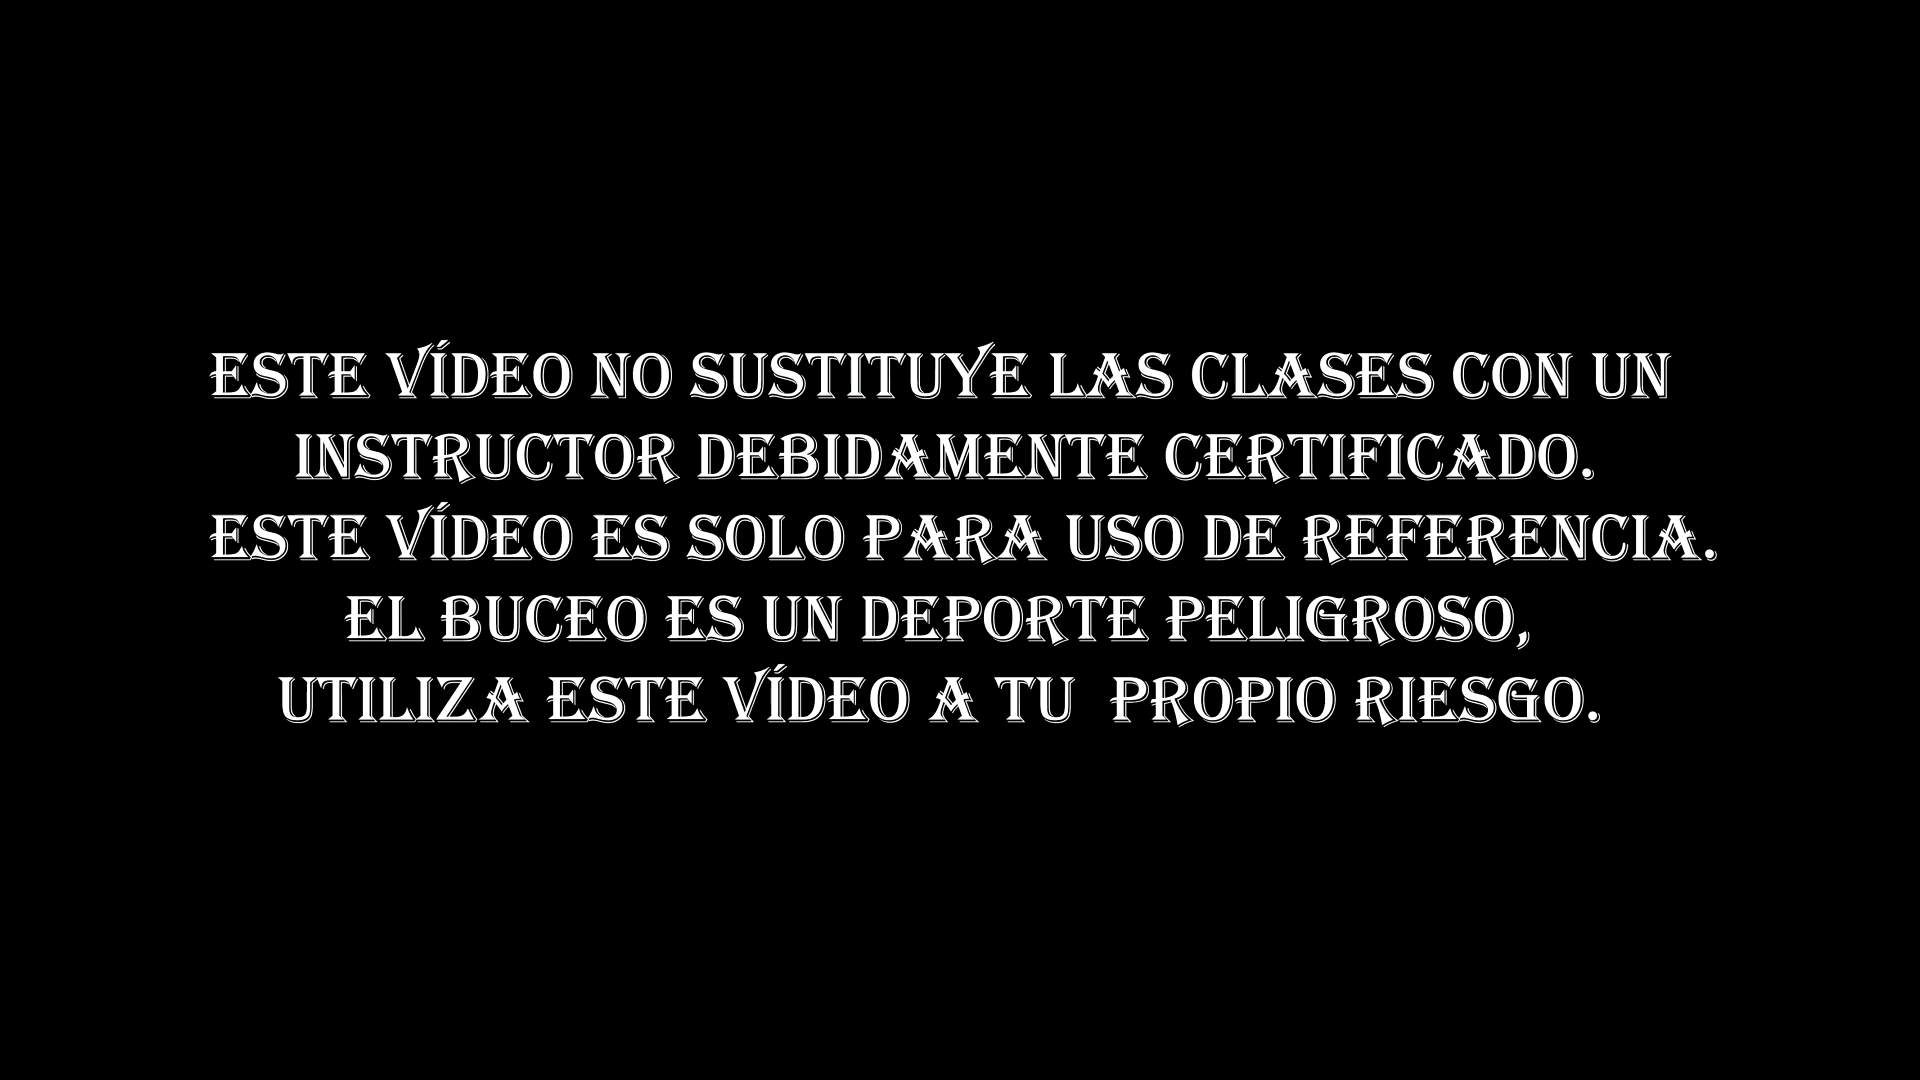 ESTE VÍDEO NO SUSTITUYE LAS CLASES CON UN
INSTRUCTOR DEBIDAMENTE CERTIFICADO.
ESTE VÍDEO ES SOLO PARA USO DE REFERENCIA.
EL BUCEO ES UN DEPORTE PELIGROSO,
UTILIZA ESTE VÍDEO A TU  PROPIO RIESGO.